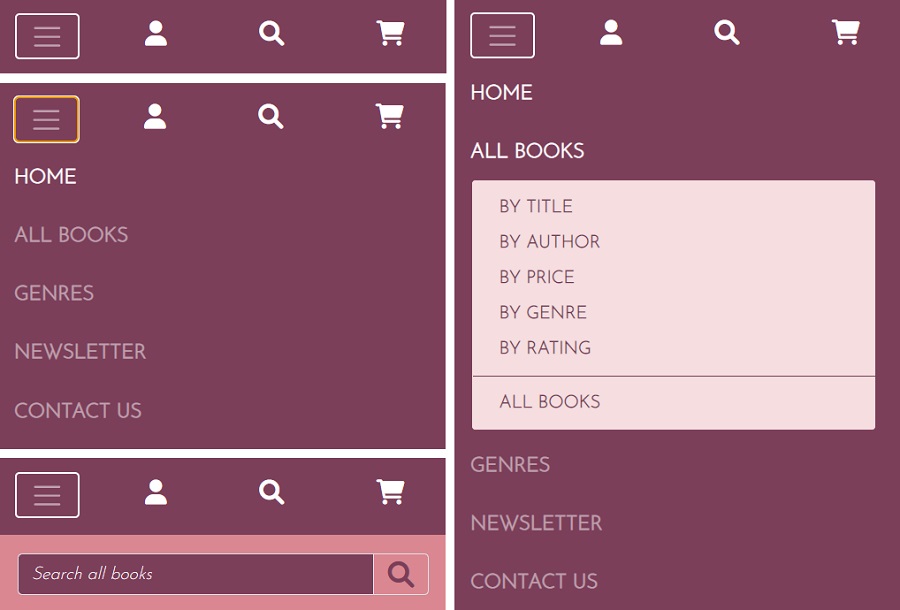 HOME
ALL BOOKS
GENRES
NEWSLETTER
CONTACT US
Search all books
HOME
ALL BOOKS
BY TITLE
BY AUTHOR
BY PRICE
BY GENRE
BY RATING
ALL BOOKS
GENRES
NEWSLETTER
CONTACT US